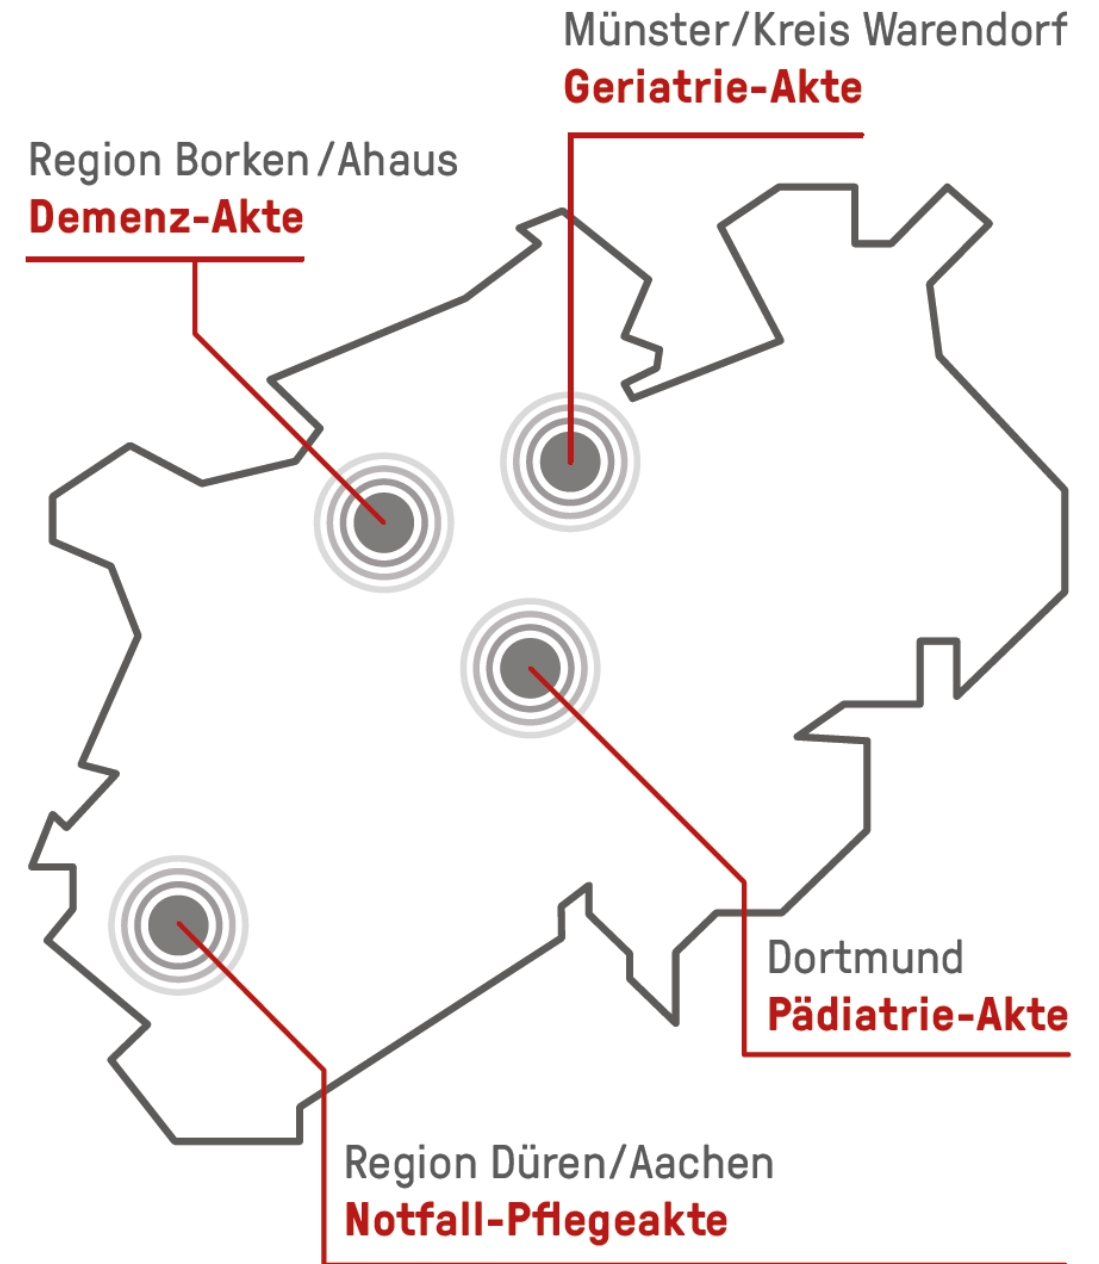 Münster/Kreis Warendorf
Geriatrie-Akte
Region Borken/Ahaus
Demenz-Akte
Dortmund
Pädiatrie-Akte
Region Düren/Aachen
Notfall-Pflegeakte